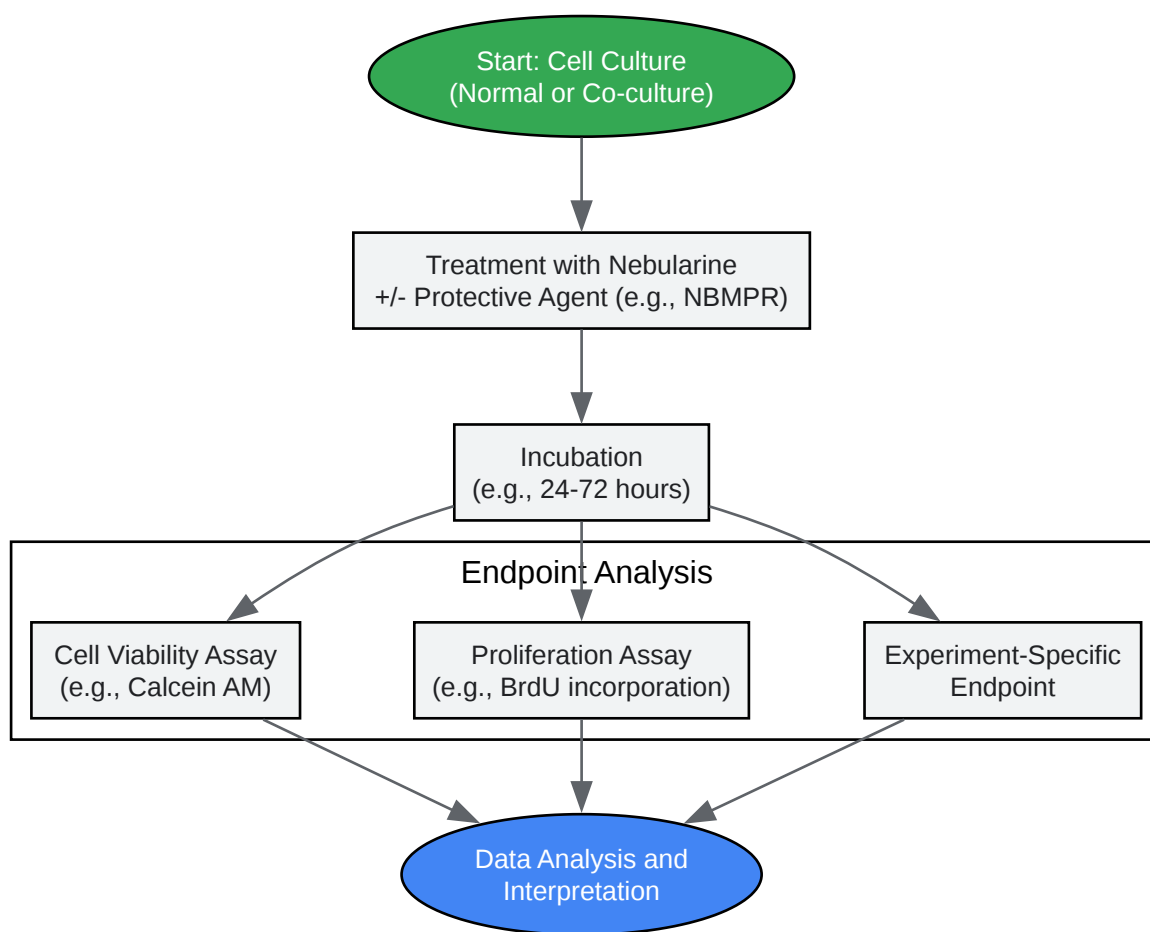 Start: Cell Culture
(Normal or Co-culture)
Treatment with Nebularine
+/- Protective Agent (e.g., NBMPR)
Incubation
(e.g., 24-72 hours)
Endpoint Analysis
Cell Viability Assay
(e.g., Calcein AM)
Proliferation Assay
(e.g., BrdU incorporation)
Experiment-Specific
Endpoint
Data Analysis and
Interpretation